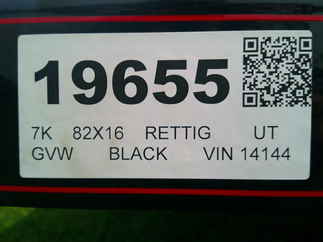 19655
7K 82X16 RETTIG UT
GVW BLACK VIN 14144